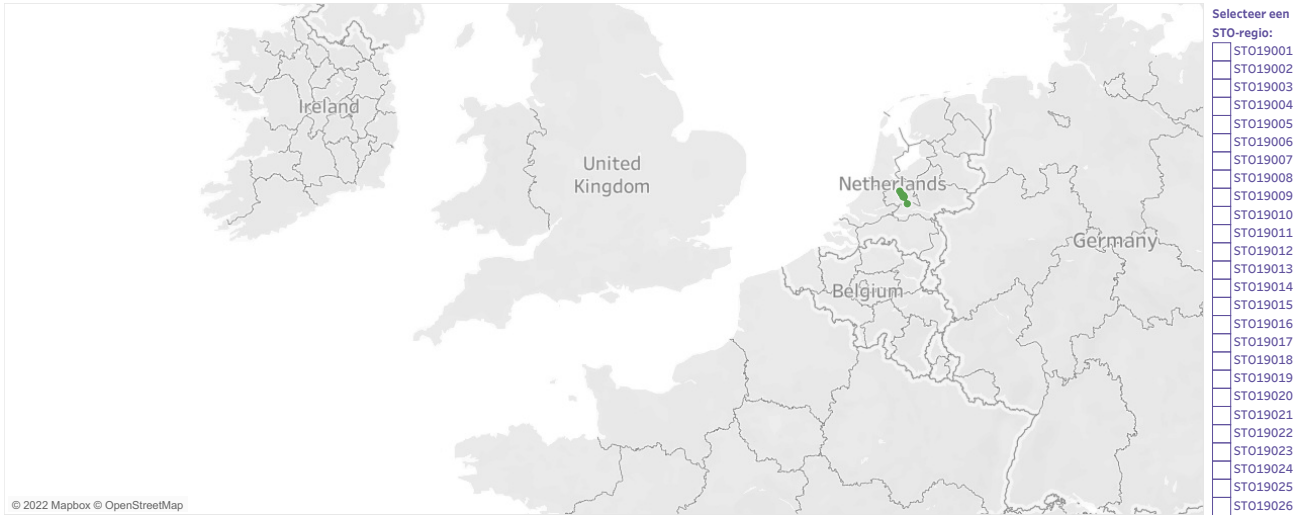 Ireland
United
Kingdom
Netherlands
Germany
Belgium
© 2022 Mapbox © OpenStreetMap
Selecteer een
STO-regio:
STO19001
STO19002
STO19003
STO19004
STO19005
STO19006
STO19007
STO19008
STO19009
STO19010
STO19011
STO19012
STO19013
STO19014
STO19015
STO19016
STO19017
STO19018
STO19019
STO19020
STO19021
STO19022
STO19023
STO19024
STO19025
STO19026